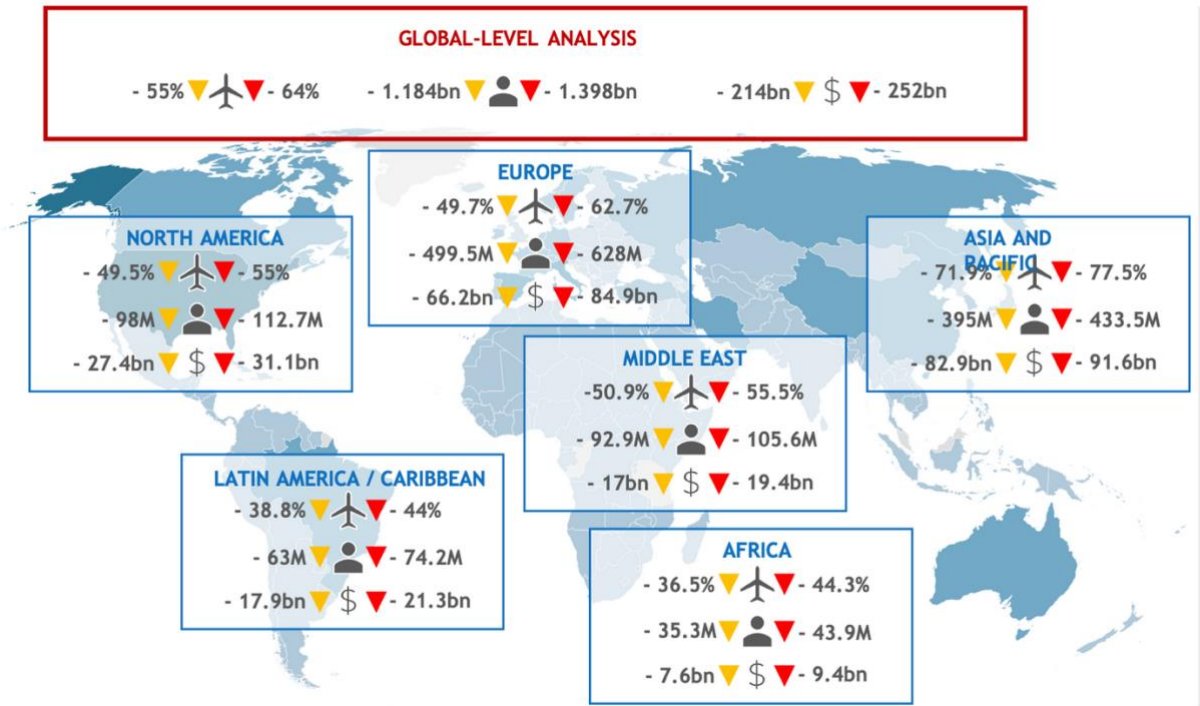 GLOBAL-LEVEL ANALYSIS
- 55% - 64% - 1.184bn - 1.398bn - 214bn $ - 252bn
EUROPE
- 49.7% - 62.7%
- 499.5M - 628M
- 66.2bn $ - 84.9bn
NORTH AMERICA
- 49.5% - 55%
- 98M - 112.7M
- 27.4bn $ - 31.1bn
ASIA AND
PACIFIC
- 71.9% - 77.5%
- 395M - 433.5M
- 82.9bn $ - 91.6bn
MIDDLE EAST
-50.9% - 55.5%
- 92.9M - 105.6M
- 17bn $ - 19.4bn
LATIN AMERICA / CARIBBEAN
- 38.8% - 44%
- 63M - 74.2M
- 17.9bn $ - 21.3bn
AFRICA
- 36.5% - 44.3%
- 35.3M - 43.9M
- 7.6bn $ - 9.4bn